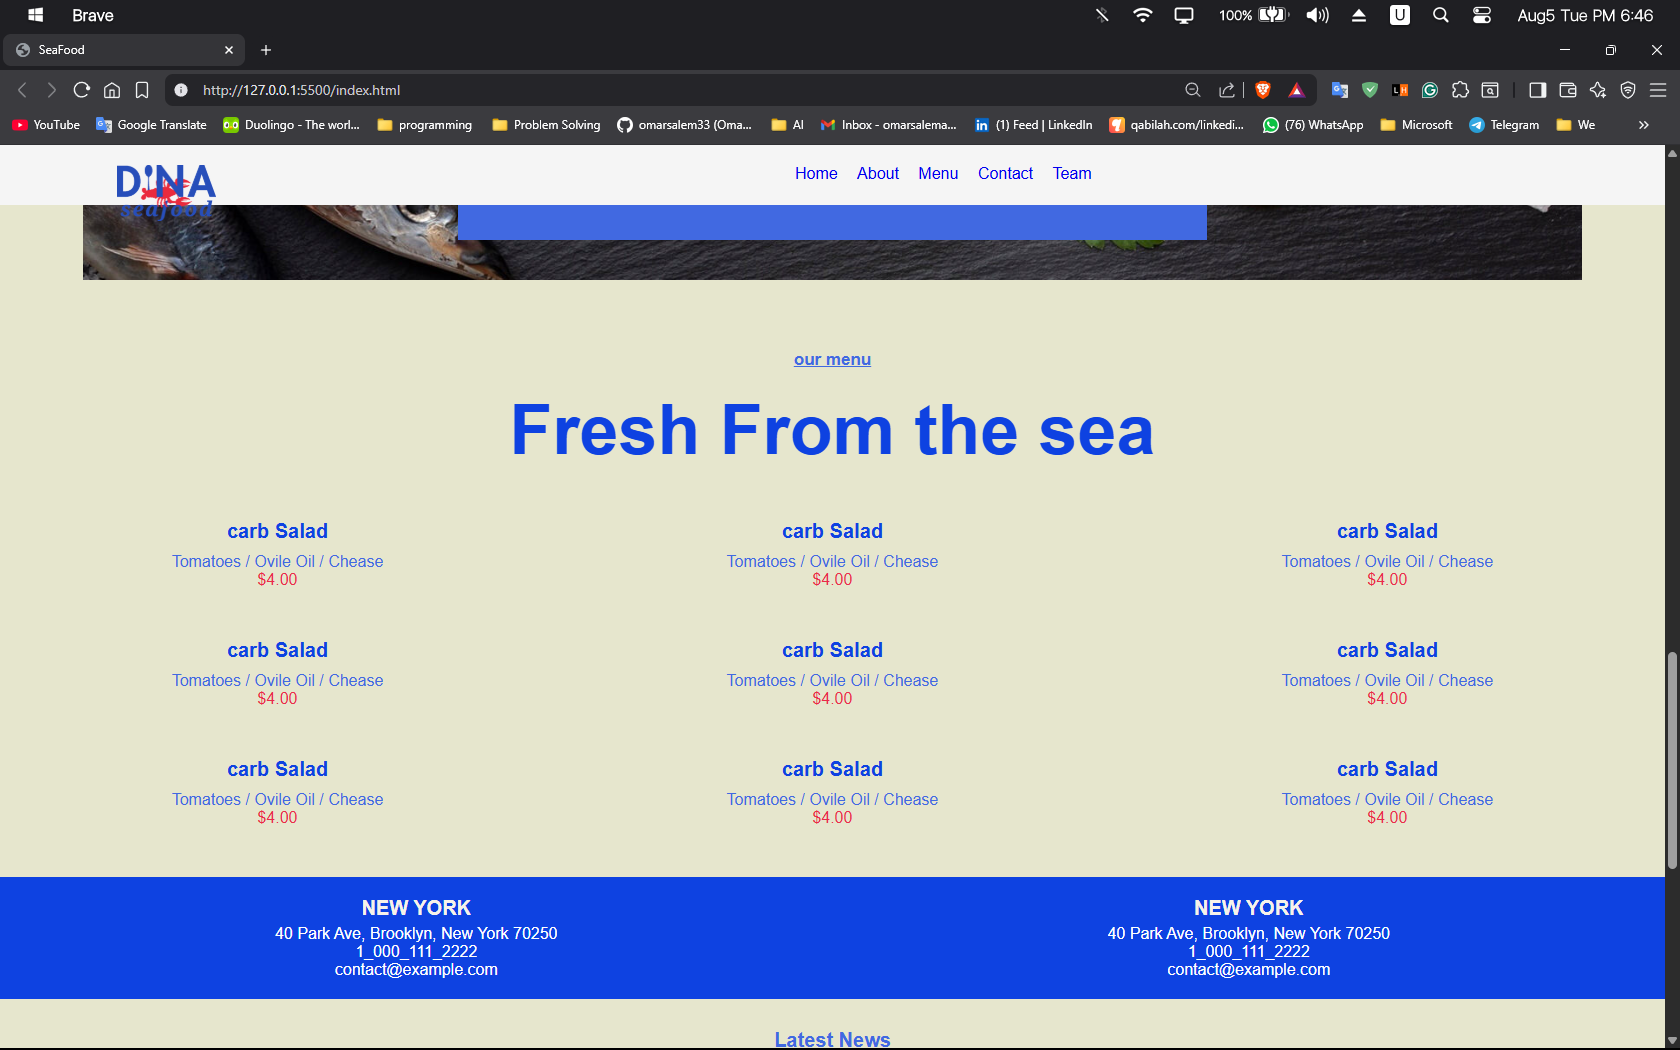 Brave
100%
U
Aug5 Tue PM 6:46
SeaFood
http://127.0.0.1:5500/index.html
YouTube
Google Translate
Duolingo - The worl...
programming
Problem Solving
omarsalem33 (Oma...
AI
Inbox - omarsalema...
(1) Feed | LinkedIn
qabilah.com/linkedi...
(76) WhatsApp
Microsoft
Telegram
We
DINA
seafood
Home About Menu Contact Team
our menu
Fresh From the sea
carb Salad carb Salad carb Salad
Tomatoes / Ovile Oil / Chease Tomatoes / Ovile Oil / Chease Tomatoes / Ovile Oil / Chease
$4.00 $4.00 $4.00
carb Salad carb Salad carb Salad
Tomatoes / Ovile Oil / Chease Tomatoes / Ovile Oil / Chease Tomatoes / Ovile Oil / Chease
$4.00 $4.00 $4.00
carb Salad carb Salad carb Salad
Tomatoes / Ovile Oil / Chease Tomatoes / Ovile Oil / Chease Tomatoes / Ovile Oil / Chease
$4.00 $4.00 $4.00
NEW YORK NEW YORK
40 Park Ave, Brooklyn, New York 70250 40 Park Ave, Brooklyn, New York 70250
1_000_111_2222 1_000_111_2222
contact@example.com contact@example.com
Latest News